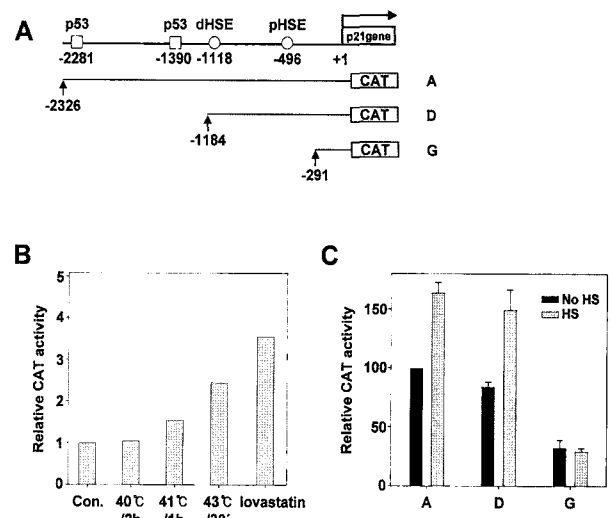 A
p53 p53 dHSE pHSE
p21gene
-2281 -1390 -1118 -496 +1
CAT A
-2326
CAT D
-1184
CAT G
-291
B
Relative CAT activity
5
4
3
2
1
0
Con. 40℃ 41℃ 43℃ lovastatin
C
Relative CAT activity
No HS
HS
150
100
50
0
A D G